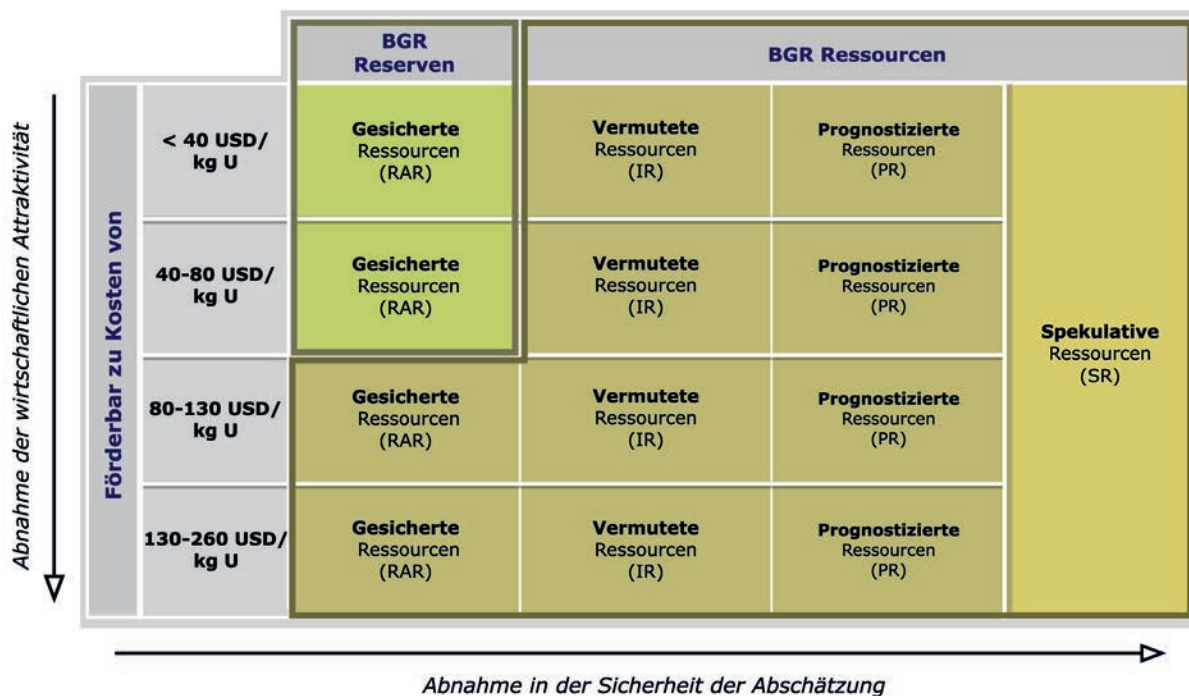 BGR
Reserven
BGR Ressourcen
Abnahme der wirtschaftlichen Attraktivität
Förderbar zu Kosten von
< 40 USD/
kg U
Gesicherte
Ressourcen
(RAR)
Vermutete
Ressourcen
(IR)
Prognostizierte
Ressourcen
(PR)
40-80 USD/
kg U
Gesicherte
Ressourcen
(RAR)
Vermutete
Ressourcen
(IR)
Prognostizierte
Ressourcen
(PR)
Spekulative
Ressourcen
(SR)
80-130 USD/
kg U
Gesicherte
Ressourcen
(RAR)
Vermutete
Ressourcen
(IR)
Prognostizierte
Ressourcen
(PR)
130-260 USD/
kg U
Gesicherte
Ressourcen
(RAR)
Vermutete
Ressourcen
(IR)
Prognostizierte
Ressourcen
(PR)
Abnahme in der Sicherheit der Abschätzung